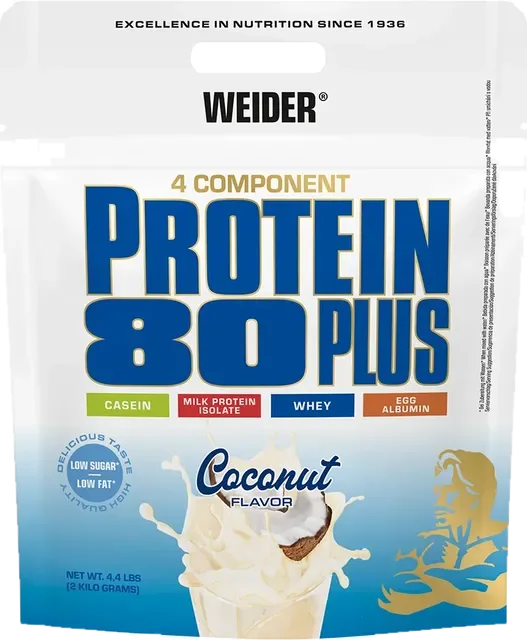 EXCELLENCE IN NUTRITION SINCE 1936
WEIDER®
4 COMPONENT
PROTEIN
80 PLUS
CASEIN
MILK PROTEIN
ISOLATE
WHEY
EGG
ALBUMIN
DELICIOUS TASTE
LOW SUGAR*
LOW FAT*
HIGH QUALITY
Coconut
FLAVOR
NET WT. 4,4 LBS
(2 KILO GRAMS)